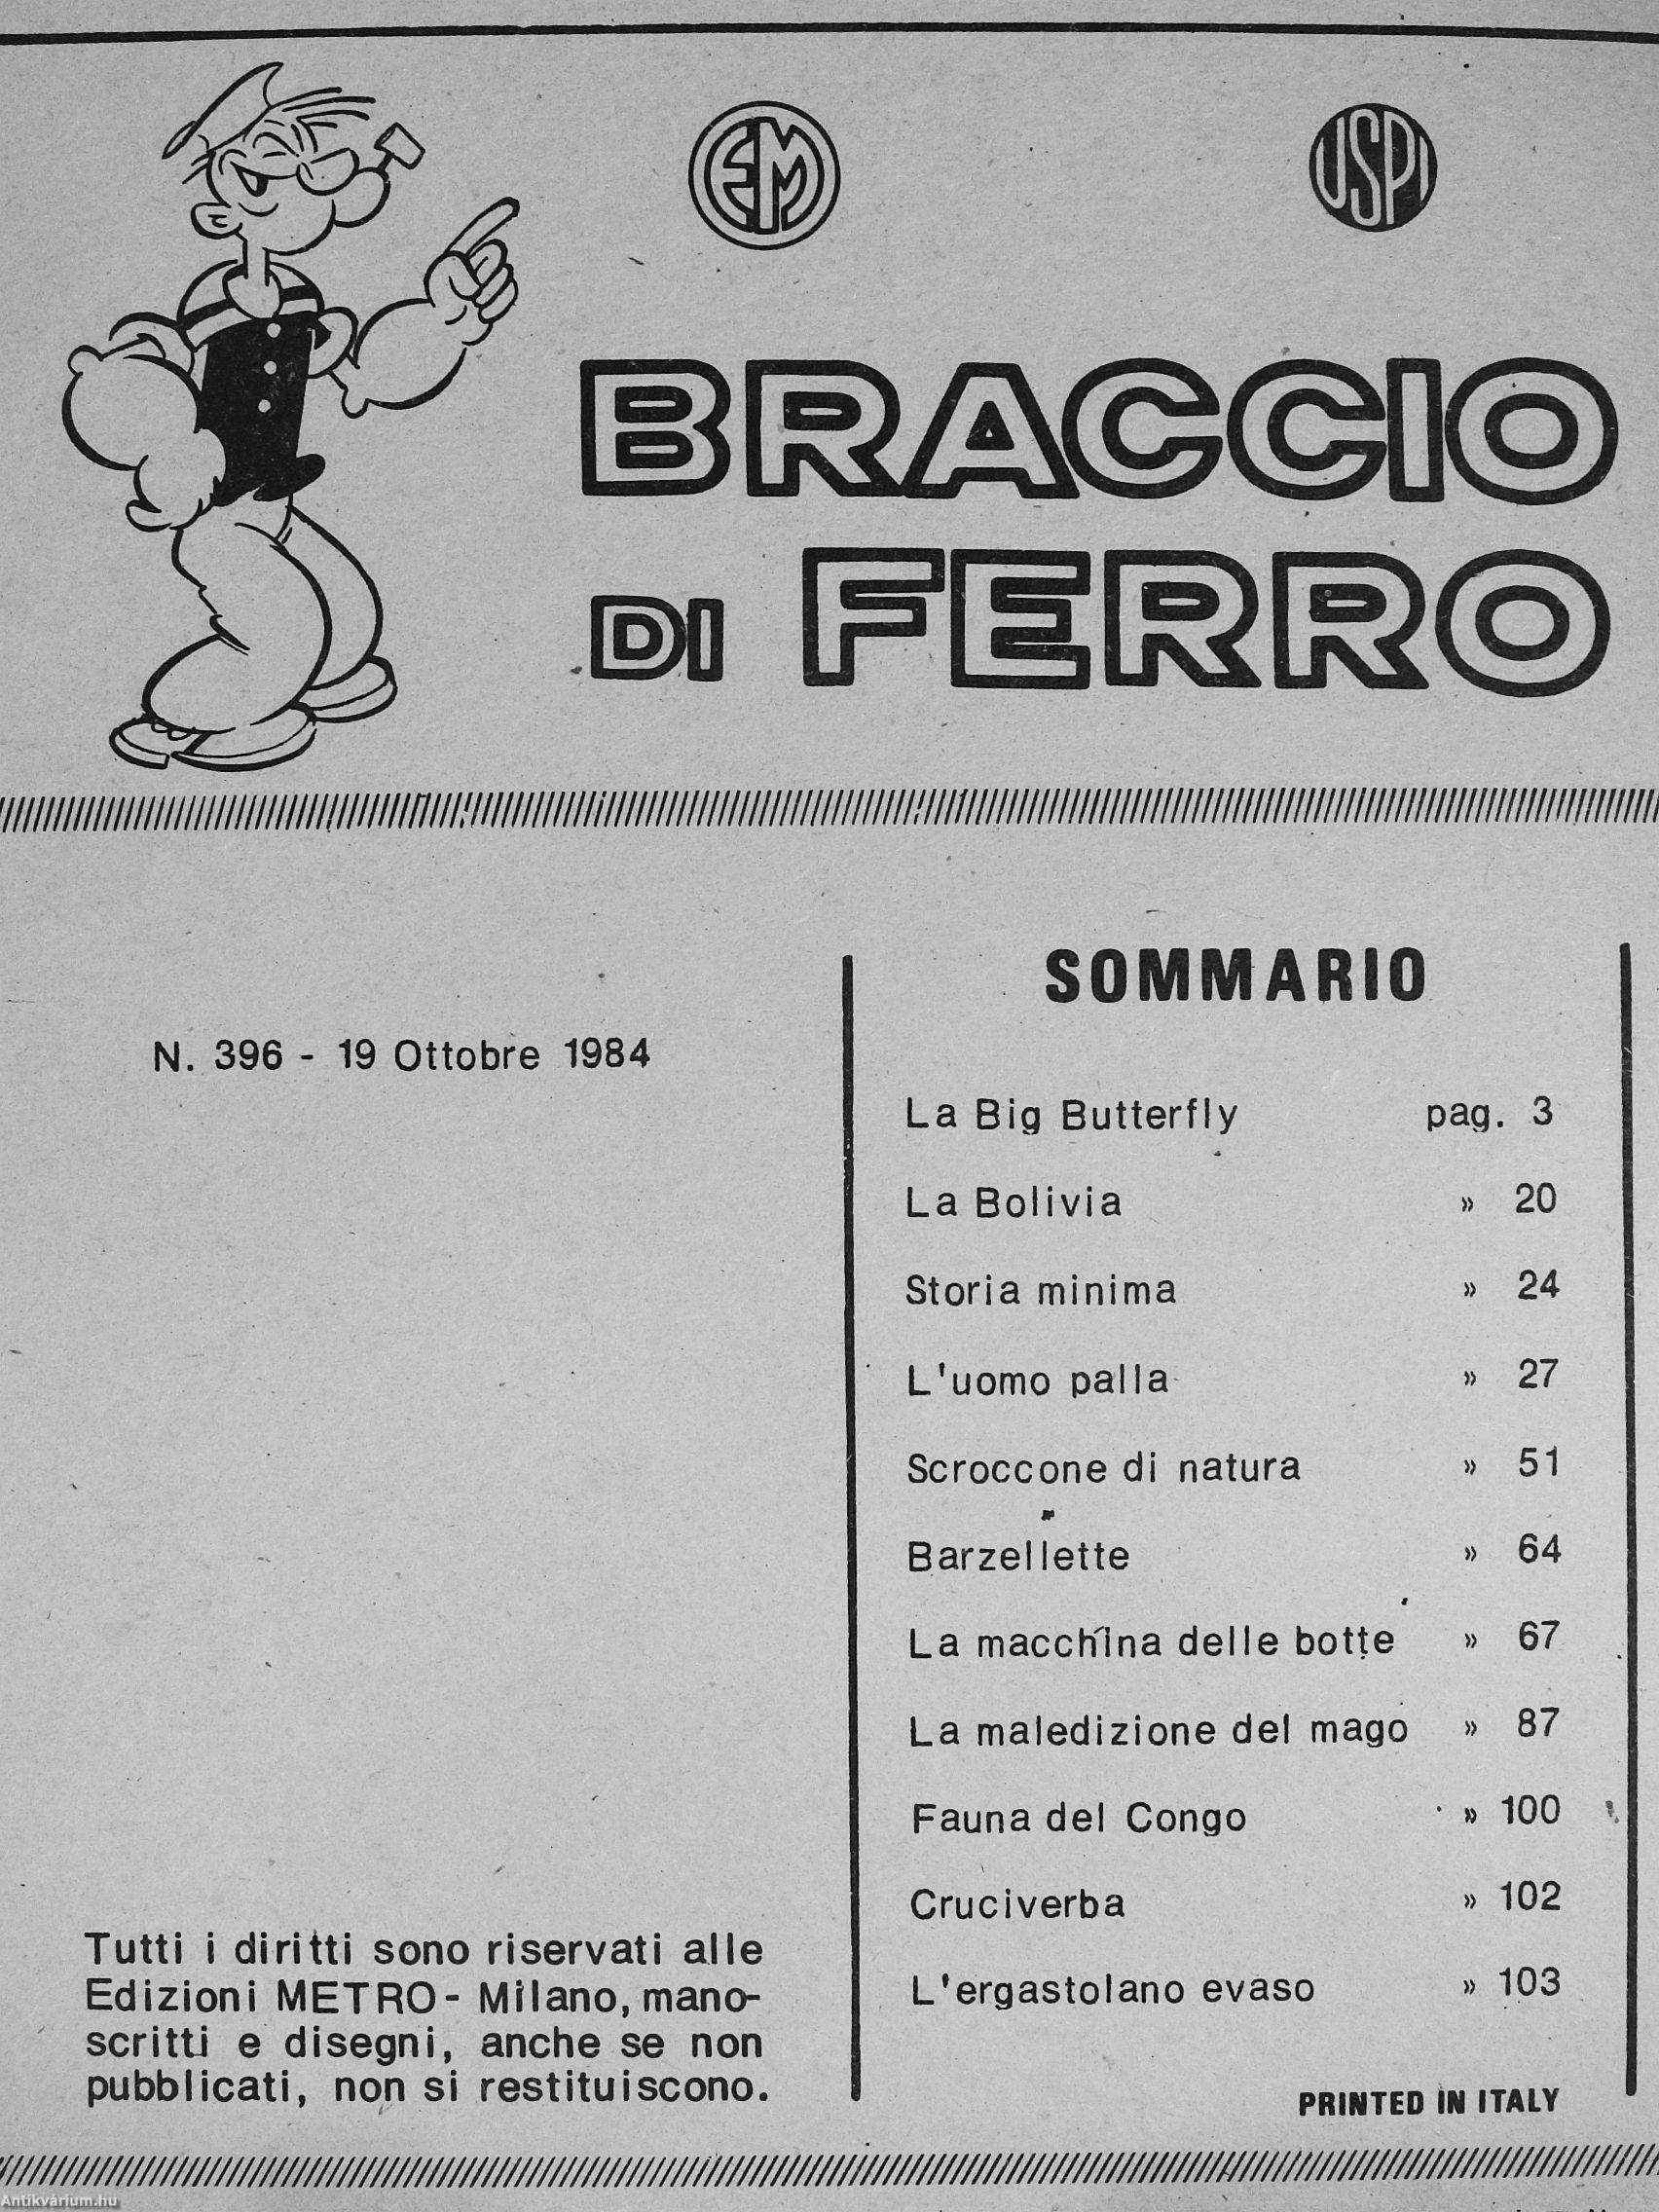 EM
USPI
BRACCIO
DI FERRO
N. 396 - 19 Ottobre 1984
SOMMARIO
La Big Butterfly pag. 3
La Bolivia » 20
Storia minima » 24
L'uomo palla » 27
Scroccone di natura » 51
Barzellette » 64
La macchina delle botte » 67
La maledizione del mago » 87
Fauna del Congo » 100
Cruciverba » 102
L'ergastolano evaso » 103
PRINTED IN ITALY
Tutti i diritti sono riservati alle
Edizioni METRO - Milano, mano-
scritti e disegni, anche se non
pubblicati, non si restituiscono.
Antikvárium.hu